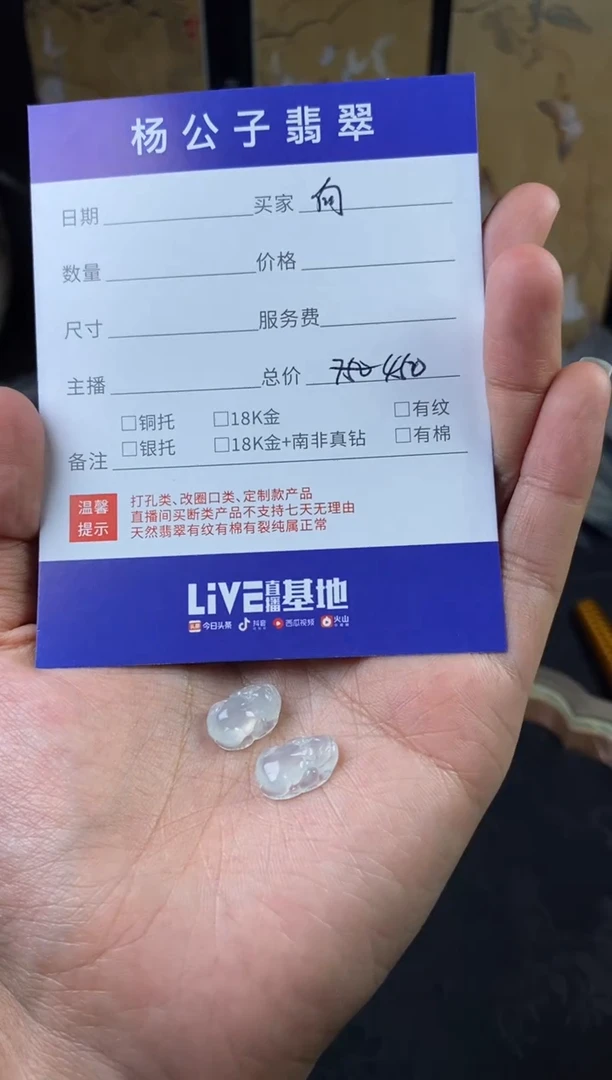 杨公子翡翠
日期 买家 向
数量 价格
尺寸 服务费
主播 总价 750 450
□铜托 □18K金 □有纹
□银托 □18K金+南非真钻 □有棉
备注
温馨提示
打孔类、改圈口类、定制款产品
直播间买断类产品不支持七天无理由
天然翡翠有纹有棉有裂纯属正常
LiVE直播基地
头条 今日头条 抖音 西瓜视频 火山